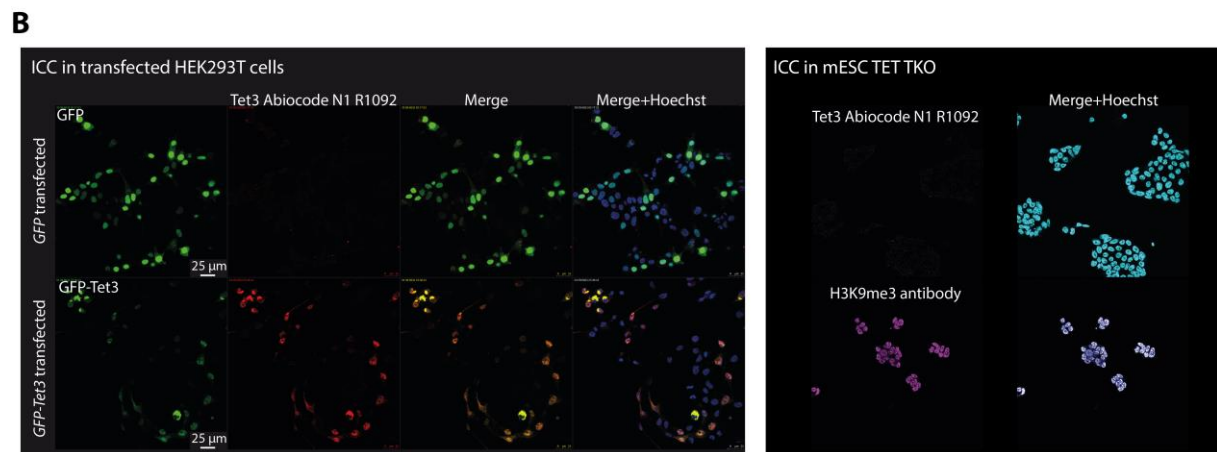 B
ICC in transfected HEK293T cells
Tet3 Abiocode N1 R1092
Merge
Merge+Hoechst
GFP transfected
GFP
25 µm
GFP-Tet3 transfected
GFP-Tet3
25 µm
ICC in mESC TET TKO
Tet3 Abiocode N1 R1092
Merge+Hoechst
H3K9me3 antibody